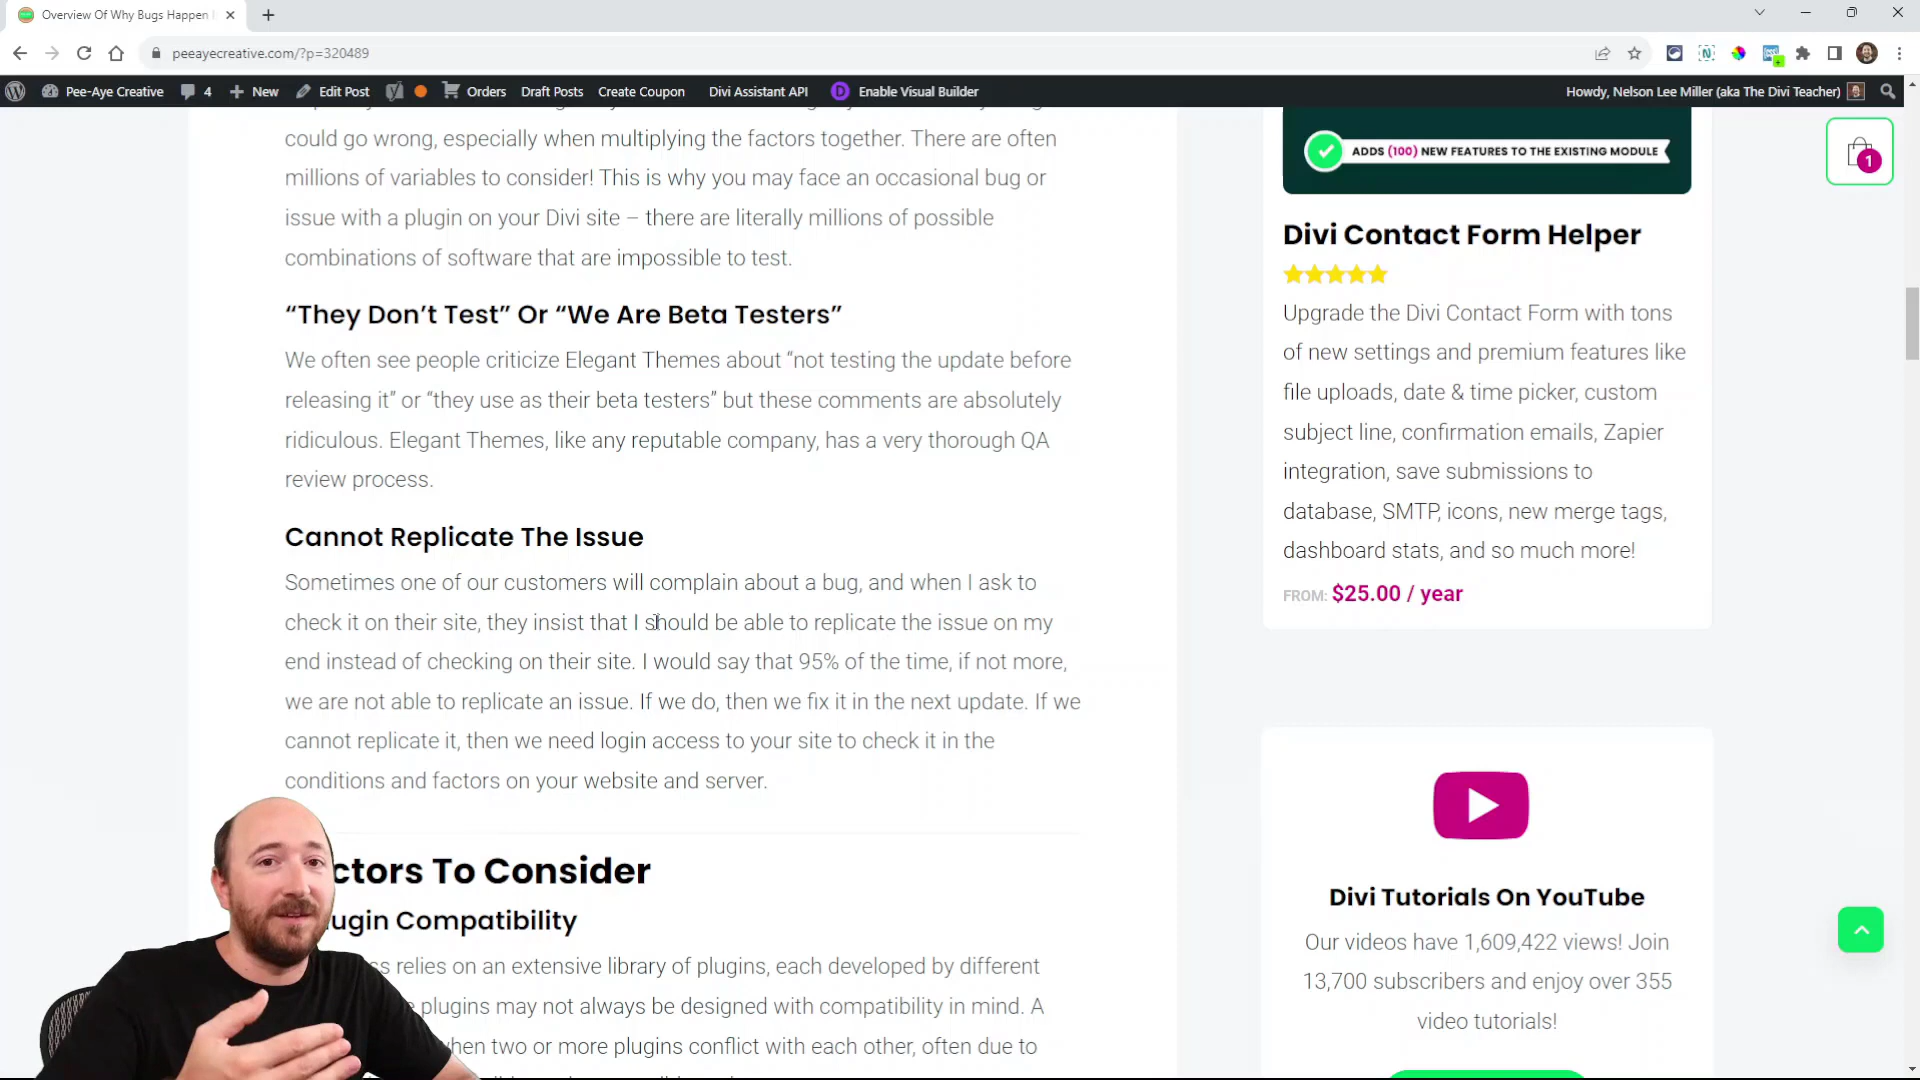 Overview Of Why Bugs Happen
peeayecreative.com/?p=320489
Pee-Aye Creative
4
New
Edit Post
Orders
Draft Posts
Create Coupon
Divi Assistant API
Enable Visual Builder
Howdy, Nelson Lee Miller (aka The Divi Teacher)
could go wrong, especially when multiplying the factors together. There are often
millions of variables to consider! This is why you may face an occasional bug or
issue with a plugin on your Divi site – there are literally millions of possible
combinations of software that are impossible to test.
“They Don’t Test” Or “We Are Beta Testers”
We often see people criticize Elegant Themes about “not testing the update before
releasing it” or “they use as their beta testers” but these comments are absolutely
ridiculous. Elegant Themes, like any reputable company, has a very thorough QA
review process.
Cannot Replicate The Issue
Sometimes one of our customers will complain about a bug, and when I ask to
check it on their site, they insist that I should be able to replicate the issue on my
end instead of checking on their site. I would say that 95% of the time, if not more,
we are not able to replicate an issue. If we do, then we fix it in the next update. If we
cannot replicate it, then we need login access to your site to check it in the
conditions and factors on your website and server.
ctors To Consider
ugin Compatibility
ss relies on an extensive library of plugins, each developed by different
plugins may not always be designed with compatibility in mind. A
when two or more plugins conflict with each other, often due to
ADDS (100) NEW FEATURES TO THE EXISTING MODULE
1
Divi Contact Form Helper
Upgrade the Divi Contact Form with tons
of new settings and premium features like
file uploads, date & time picker, custom
subject line, confirmation emails, Zapier
integration, save submissions to
database, SMTP, icons, new merge tags,
dashboard stats, and so much more!
FROM: $25.00 / year
Divi Tutorials On YouTube
Our videos have 1,609,422 views! Join
13,700 subscribers and enjoy over 355
video tutorials!